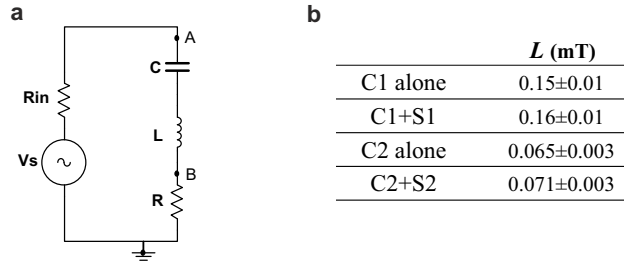 a
A
C
Rin
L
Vs
B
R
b
L (mT)
C1 alone 0.15±0.01
C1+S1 0.16±0.01
C2 alone 0.065±0.003
C2+S2 0.071±0.003